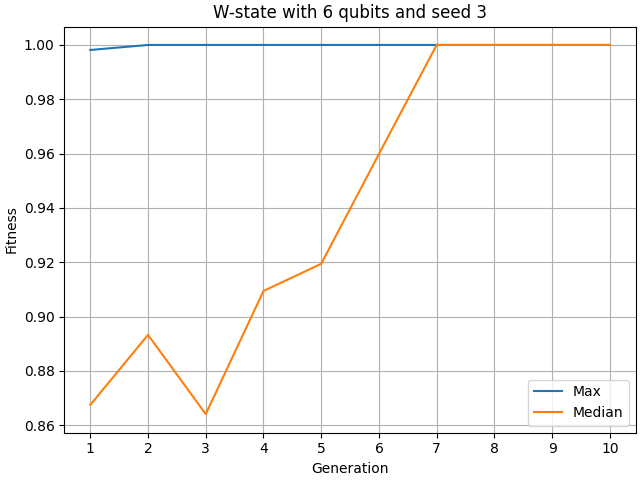 W-state with 6 qubits and seed 3
Fitness
1.00
0.98
0.96
0.94
0.92
0.90
0.88
0.86
Max
Median
1 2 3 4 5 6 7 8 9 10
Generation